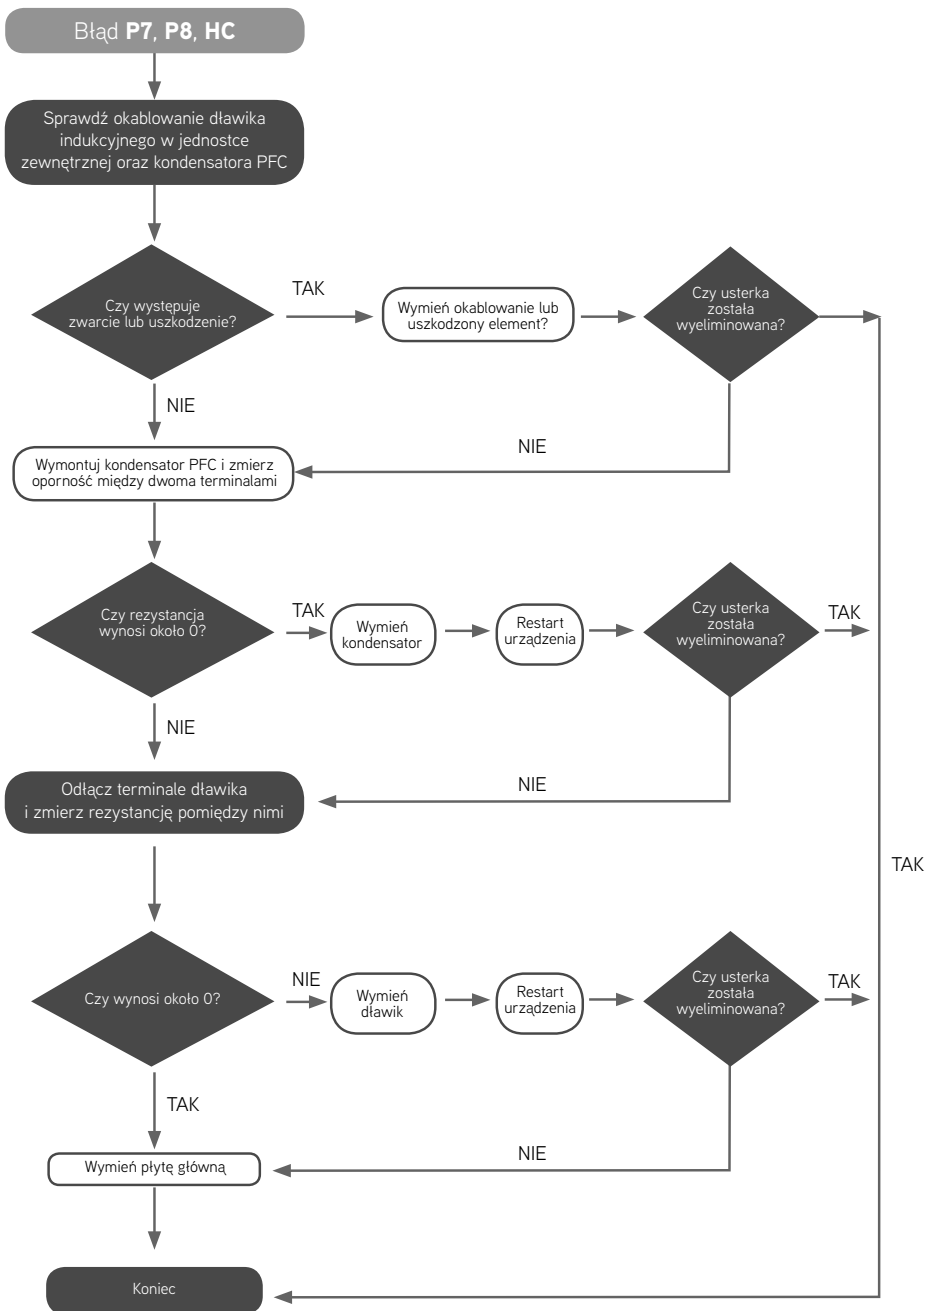 Błąd P7, P8, HC
Sprawdź okablowanie dławika
indukcyjnego w jednostce
zewnętrznej oraz kondensatora PFC
Czy występuje
zwarcie lub uszkodzenie?
TAK
Wymień okablowanie lub
uszkodzony element?
Czy usterka
została
wyeliminowana?
NIE
NIE
Wymontuj kondensator PFC i zmierz
oporność między dwoma terminalami
Czy rezystancja
wynosi około 0?
TAK
Wymień
kondensator
Restart
urządzenia
Czy usterka
została
wyeliminowana?
TAK
NIE
NIE
Odłącz terminale dławika
i zmierz rezystancję pomiędzy nimi
TAK
Czy wynosi około 0?
NIE
Wymień
dławik
Restart
urządzenia
Czy usterka
została
wyeliminowana?
TAK
TAK
NIE
Wymień płytę główną
Koniec